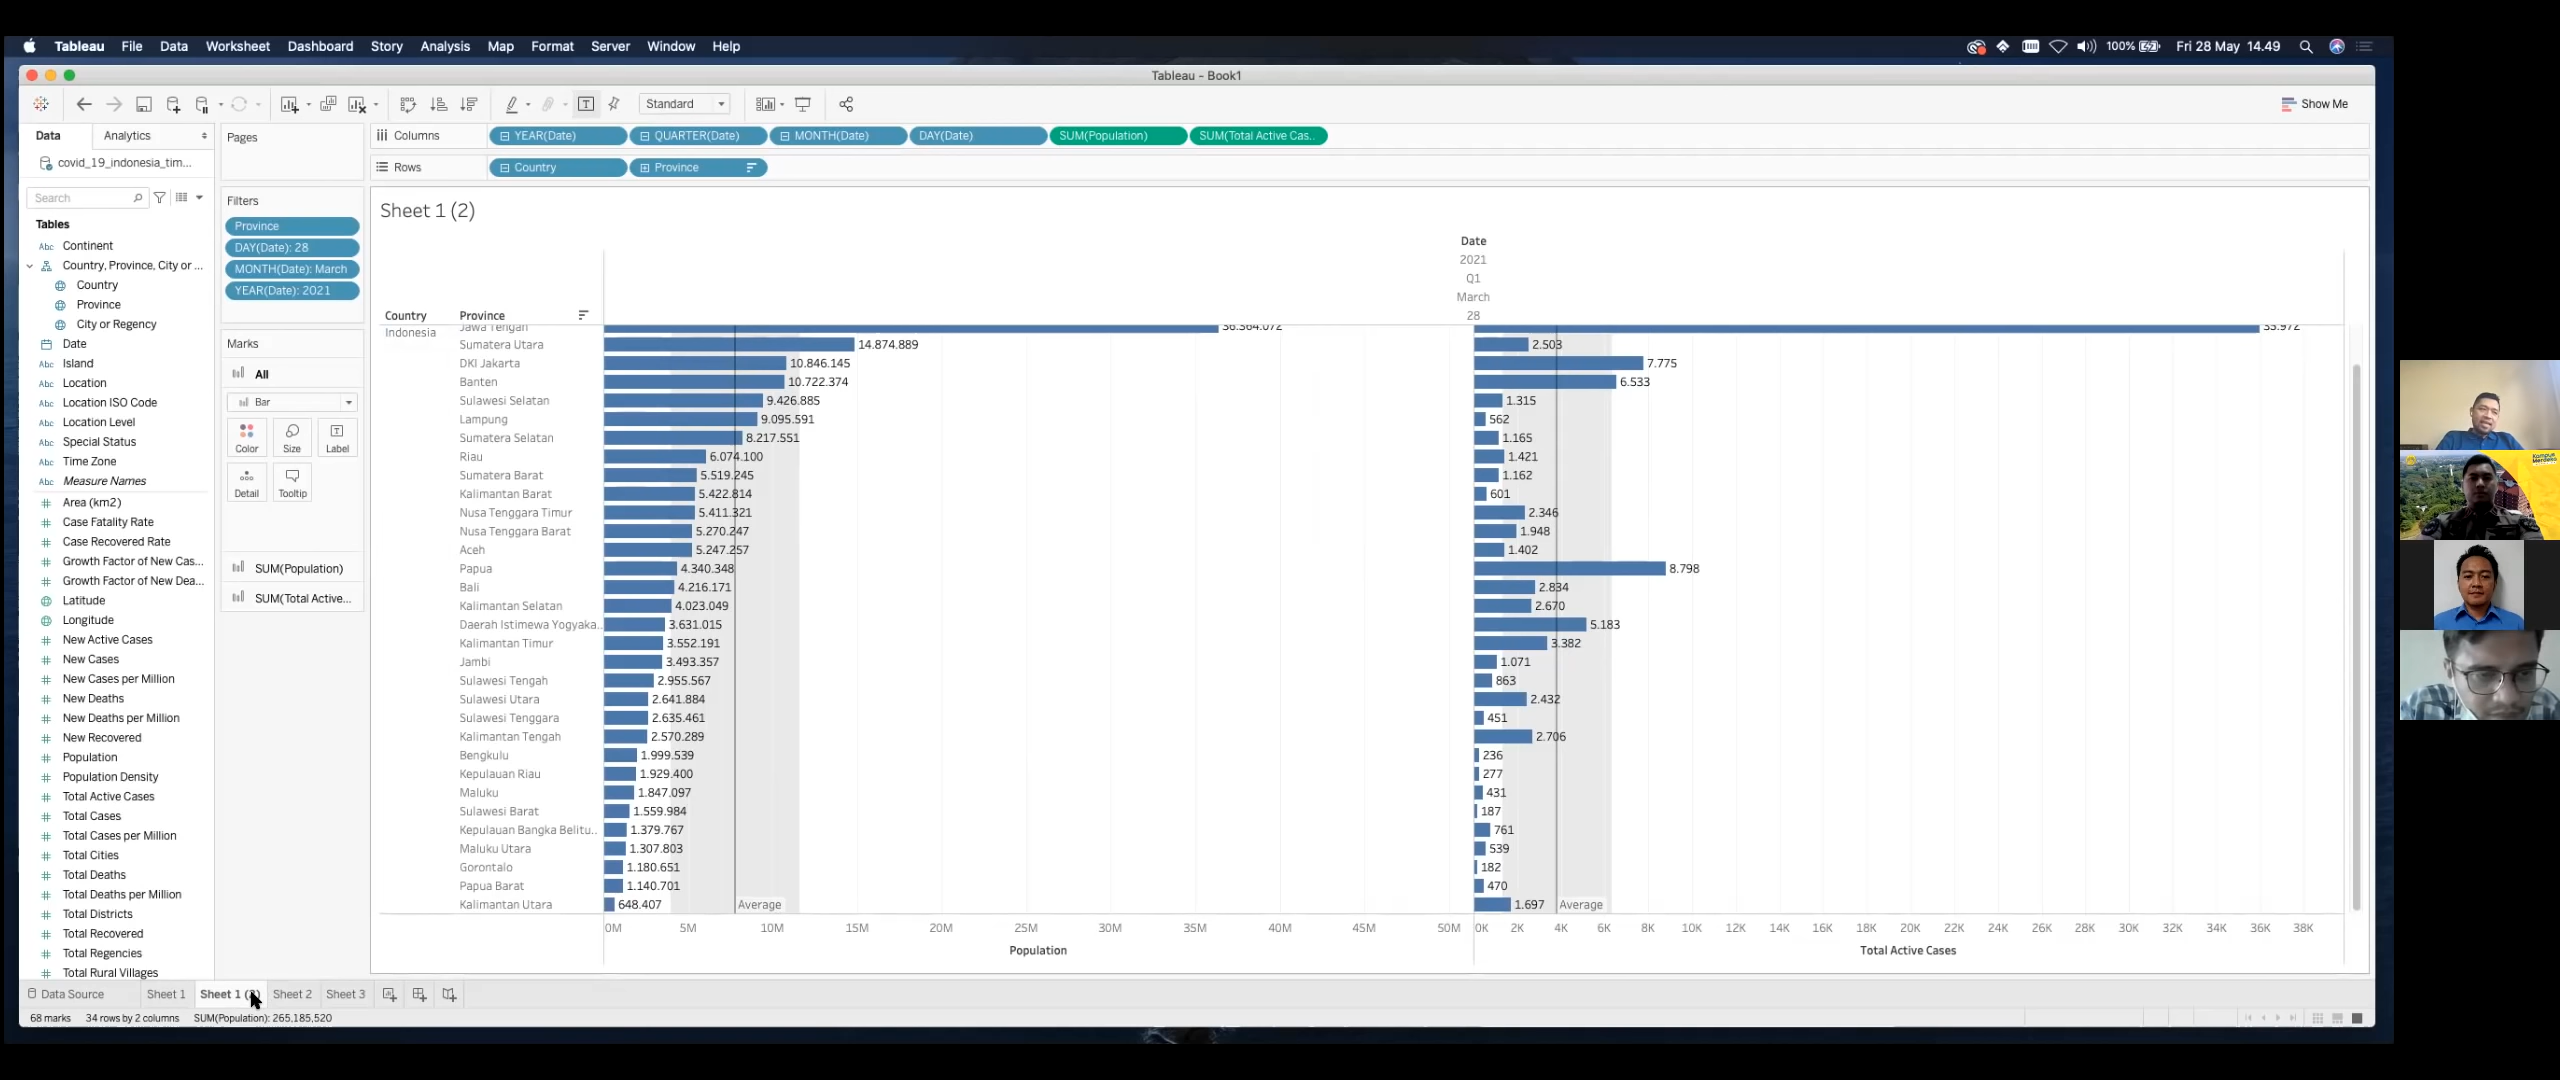 Tableau File Data Worksheet Dashboard Story Analysis Map Format Server Window Help
100% Fri 28 May 14.49
Tableau - Book1
Standard
Show Me
Data Analytics
covid_19_indonesia_tim...
Search
Tables
Continent
Country, Province, City or ...
Country
Province
City or Regency
Date
Island
Location
Location ISO Code
Location Level
Special Status
Time Zone
Measure Names
Area (km2)
Case Fatality Rate
Case Recovered Rate
Growth Factor of New Cas...
Growth Factor of New Dea...
Latitude
Longitude
New Active Cases
New Cases
New Cases per Million
New Deaths
New Deaths per Million
New Recovered
Population
Population Density
Total Active Cases
Total Cases
Total Cases per Million
Total Cities
Total Deaths
Total Deaths per Million
Total Districts
Total Recovered
Total Regencies
Total Rural Villages
Pages
Filters
Province
DAY(Date): 28
MONTH(Date): March
YEAR(Date): 2021
Marks
All
Bar
Color Size Label
Detail Tooltip
SUM(Population)
SUM(Total Active...
Columns YEAR(Date) QUARTER(Date) MONTH(Date) DAY(Date) SUM(Population) SUM(Total Active Cas..
Rows Country Province
Sheet 1 (2)
Date
2021
Q1
March
28
Country Province
Indonesia
Jawa Tengah 36.364.072 35.972
Sumatera Utara 14.874.889 2.503
DKI Jakarta 10.846.145 7.775
Banten 10.722.374 6.533
Sulawesi Selatan 9.426.885 1.315
Lampung 9.095.591 562
Sumatera Selatan 8.217.551 1.165
Riau 6.074.100 1.421
Sumatera Barat 5.519.245 1.162
Kalimantan Barat 5.422.814 601
Nusa Tenggara Timur 5.411.321 2.346
Nusa Tenggara Barat 5.270.247 1.948
Aceh 5.247.257 1.402
Papua 4.340.348 8.798
Bali 4.216.171 2.834
Kalimantan Selatan 4.023.049 2.670
Daerah Istimewa Yogyaka.. 3.631.015 5.183
Kalimantan Timur 3.552.191 3.382
Jambi 3.493.357 1.071
Sulawesi Tengah 2.955.567 863
Sulawesi Utara 2.641.884 2.432
Sulawesi Tenggara 2.635.461 451
Kalimantan Tengah 2.570.289 2.706
Bengkulu 1.999.539 236
Kepulauan Riau 1.929.400 277
Maluku 1.847.097 431
Sulawesi Barat 1.559.984 187
Kepulauan Bangka Belitu.. 1.379.767 761
Maluku Utara 1.307.803 539
Gorontalo 1.180.651 182
Papua Barat 1.140.701 470
Kalimantan Utara 648.407 Average 1.697 Average
0M 5M 10M 15M 20M 25M 30M 35M 40M 45M 50M 0K 2K 4K 6K 8K 10K 12K 14K 16K 18K 20K 22K 24K 26K 28K 30K 32K 34K 36K 38K
Population Total Active Cases
Data Source Sheet 1 Sheet 1 (2) Sheet 2 Sheet 3
68 marks 34 rows by 2 columns SUM(Population): 265,185,520
Kampus
Merdeka